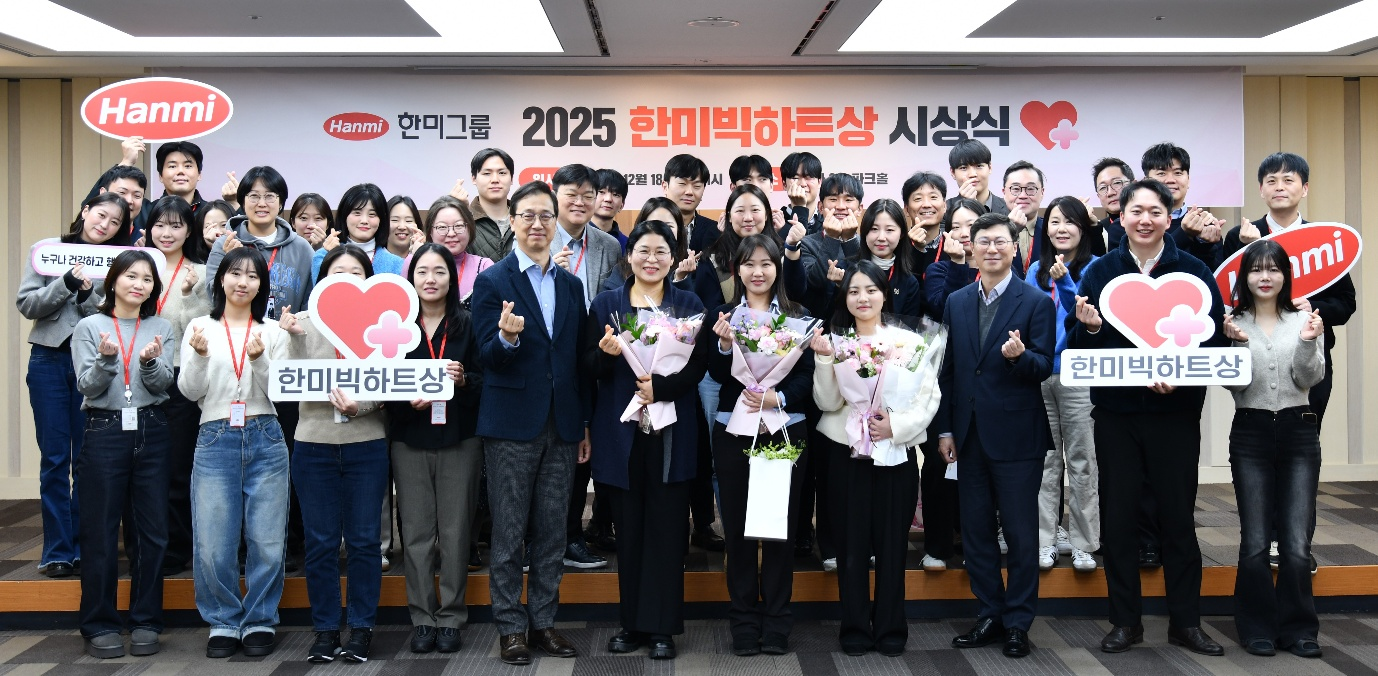 Hanmi
Hanmi 한미그룹 2025 한미빅하트상 시상식
12월 18
파크홀
누구나 건강하고 행
한미빅하트상
한미빅하트상
Hanmi